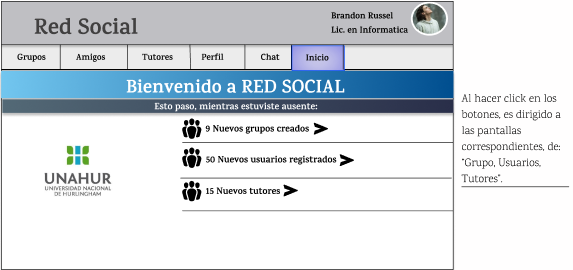 Red Social
Brandon Russel
Lic. en Informatica
Grupos
Amigos
Tutores
Perfil
Chat
Inicio
Bienvenido a RED SOCIAL
Esto paso, mientras estuviste ausente:
9 Nuevos grupos creados
50 Nuevos usuarios registrados
15 Nuevos tutores
UNAHUR
UNIVERSIDAD NACIONAL
DE HURLINGHAM
Al hacer click en los
botones, es dirigido a
las pantallas
correspondientes, de:
"Grupo, Usuarios,
Tutores".